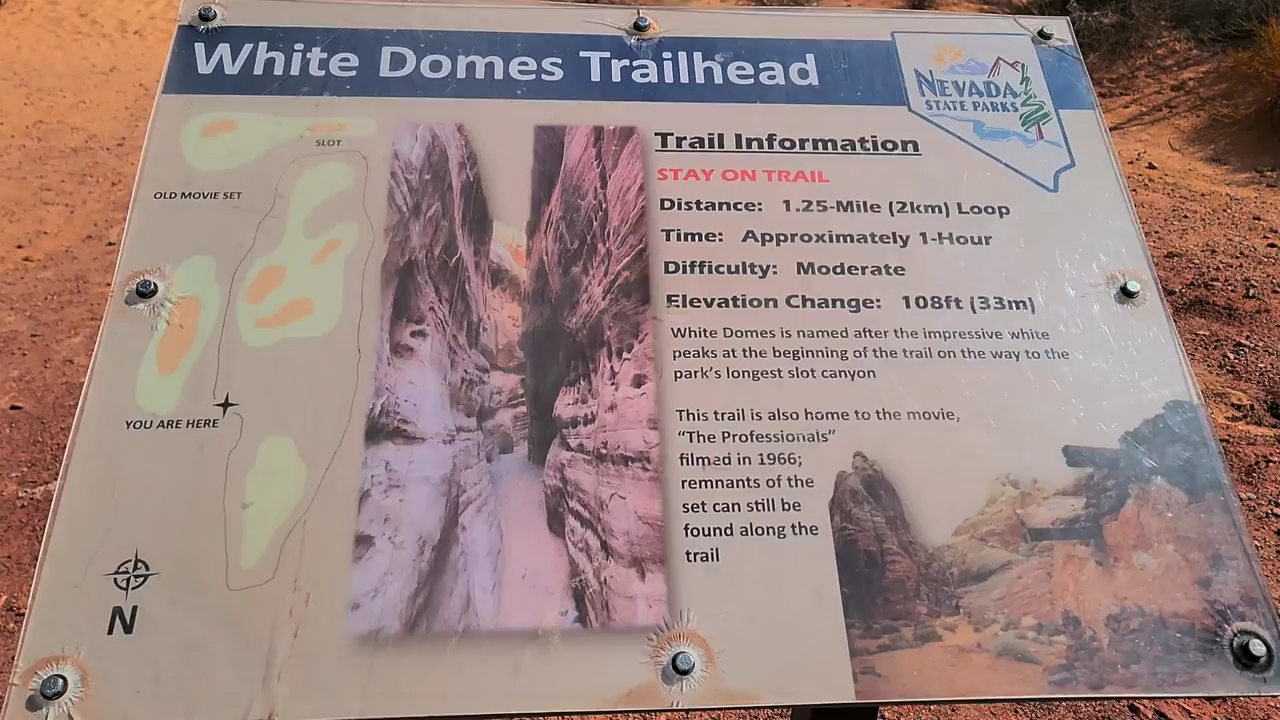 White Domes Trailhead
NEVADA
STATE PARKS
SLOT
OLD MOVIE SET
YOU ARE HERE
N
Trail Information
STAY ON TRAIL
Distance: 1.25-Mile (2km) Loop
Time: Approximately 1-Hour
Difficulty: Moderate
Elevation Change: 108ft (33m)
White Domes is named after the impressive white
peaks at the beginning of the trail on the way to the
park's longest slot canyon
This trail is also home to the movie,
"The Professionals"
filmed in 1966;
remnants of the
set can still be
found along the
trail